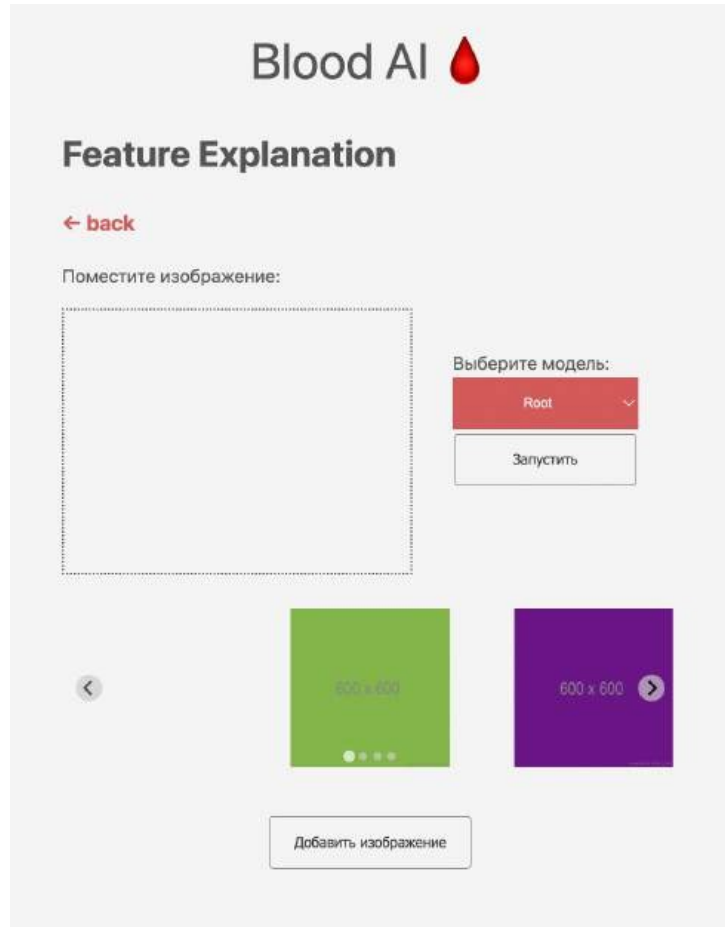 Blood AI
Feature Explanation
← back
Поместите изображение:
Выберите модель:
Root
Запустить
600 x 600
600 x 600
Добавить изображение